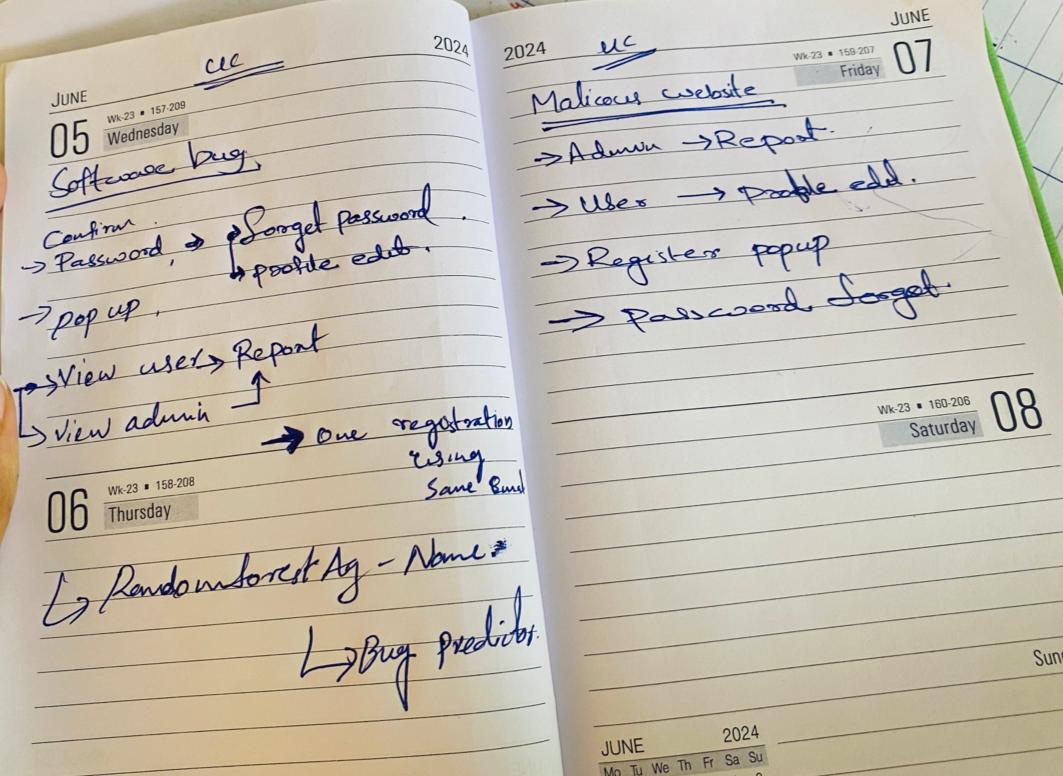 UC
2024
JUNE
05
Wk-23 ▪ 157-209
Wednesday
Software bug,
Confirm
→ Password, → Forget password.
↳ profile edit.
→ pop up,
→ View user → Report
↳ View admin
→ One registration
using
Same
06
Wk-23 ▪ 158-208
Thursday
↳ Randomforest Ag - Name:
↳ Bug predictor.
2024
UC
JUNE
07
Wk-23 ▪ 159-207
Friday
Malicous website
→ Admin → Report.
→ User → profile edd.
→ Register popup
→ Password forget.
08
Wk-23 ▪ 160-206
Saturday
Sun
JUNE 2024
Mo Tu We Th Fr Sa Su